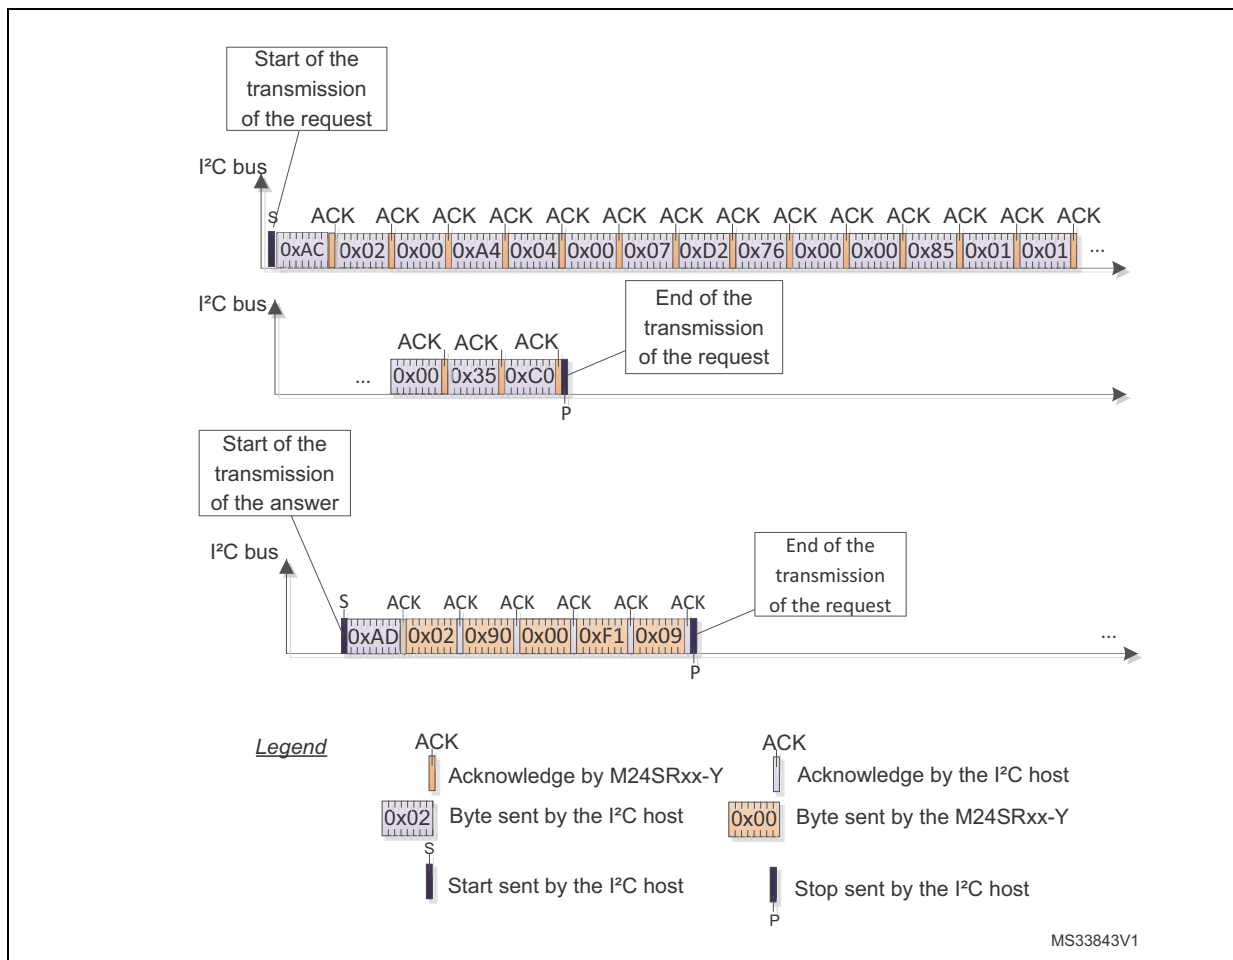 Start of the
transmission
of the request
I²C bus
S
ACK ACK ACK ACK ACK ACK ACK ACK ACK ACK ACK ACK ACK ACK
0xAC 0x02 0x00 0xA4 0x04 0x00 0x07 0xD2 0x76 0x00 0x00 0x85 0x01 0x01 ...
I²C bus
End of the
transmission
of the request
ACK ACK ACK
... 0x00 0x35 0xC0
P
Start of the
transmission
of the answer
I²C bus
End of the
transmission
of the request
S ACK ACK ACK ACK ACK ACK
0xAD 0x02 0x90 0x00 0xF1 0x09 ...
P
Legend
ACK
Acknowledge by M24SRxx-Y
ACK
Acknowledge by the I²C host
0x02 Byte sent by the I²C host
0x00 Byte sent by the M24SRxx-Y
S
Start sent by the I²C host
Stop sent by the I²C host
P
MS33843V1